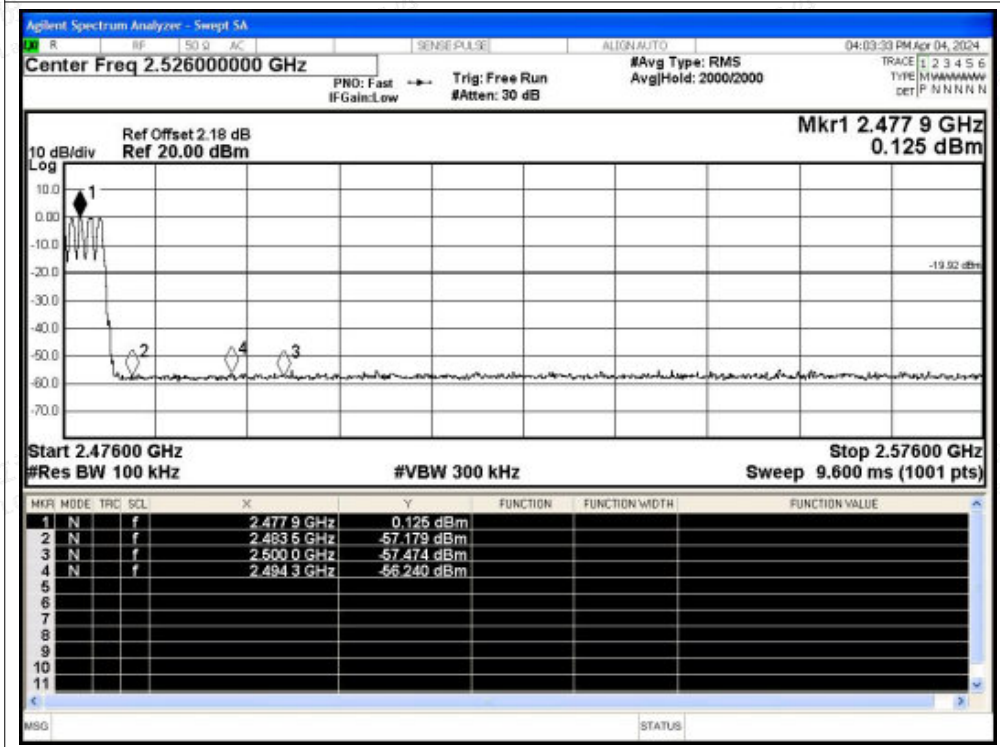 Agilent Spectrum Analyzer - Swept SA
R RF 50 Ω AC SENSE:PULSE ALIGN AUTO 04:03:33 PM Apr 04, 2024
Center Freq 2.526000000 GHz #Avg Type: RMS TRACE 1 2 3 4 5 6
PNO: Fast Trig: Free Run Avg|Hold: 2000/2000 TYPE M
IFGain:Low #Atten: 30 dB DET P N N N N N
Mkr1 2.477 9 GHz
Ref Offset 2.18 dB
10 dB/div Ref 20.00 dBm 0.125 dBm
Log
10.0
1
0.00
-10.0
-20.0
-19.92 dBm
-30.0
-40.0
-50.0
2 4 3
-60.0
-70.0
Start 2.47600 GHz Stop 2.57600 GHz
#Res BW 100 kHz #VBW 300 kHz Sweep 9.600 ms (1001 pts)
MKR MODE TRC SCL X Y FUNCTION FUNCTION WIDTH FUNCTION VALUE
1 N f 2.477 9 GHz 0.125 dBm
2 N f 2.483 5 GHz -57.179 dBm
3 N f 2.500 0 GHz -57.474 dBm
4 N f 2.494 3 GHz -56.240 dBm
5
6
7
8
9
10
11
MSG STATUS